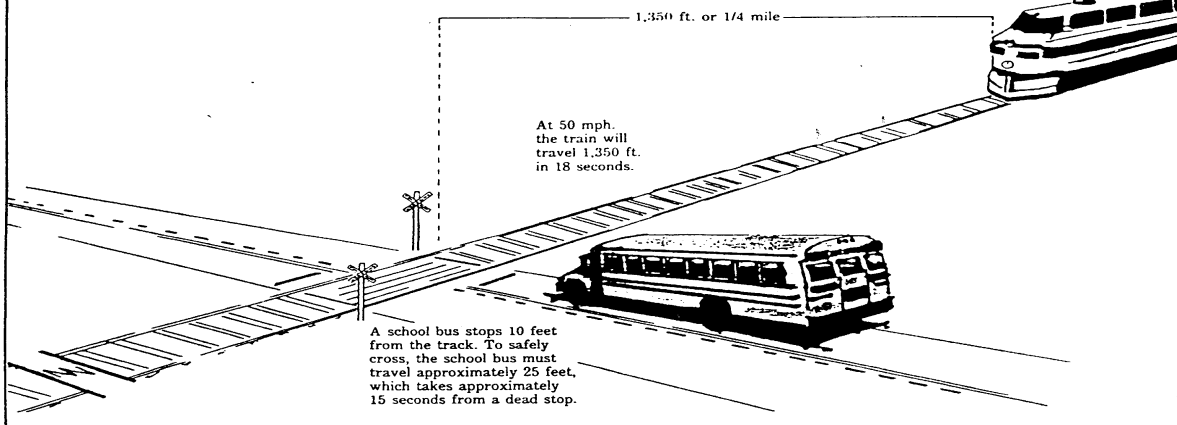 1,350 ft. or 1/4 mile
At 50 mph.
the train will
travel 1,350 ft.
in 18 seconds.
A school bus stops 10 feet
from the track. To safely
cross, the school bus must
travel approximately 25 feet,
which takes approximately
15 seconds from a dead stop.